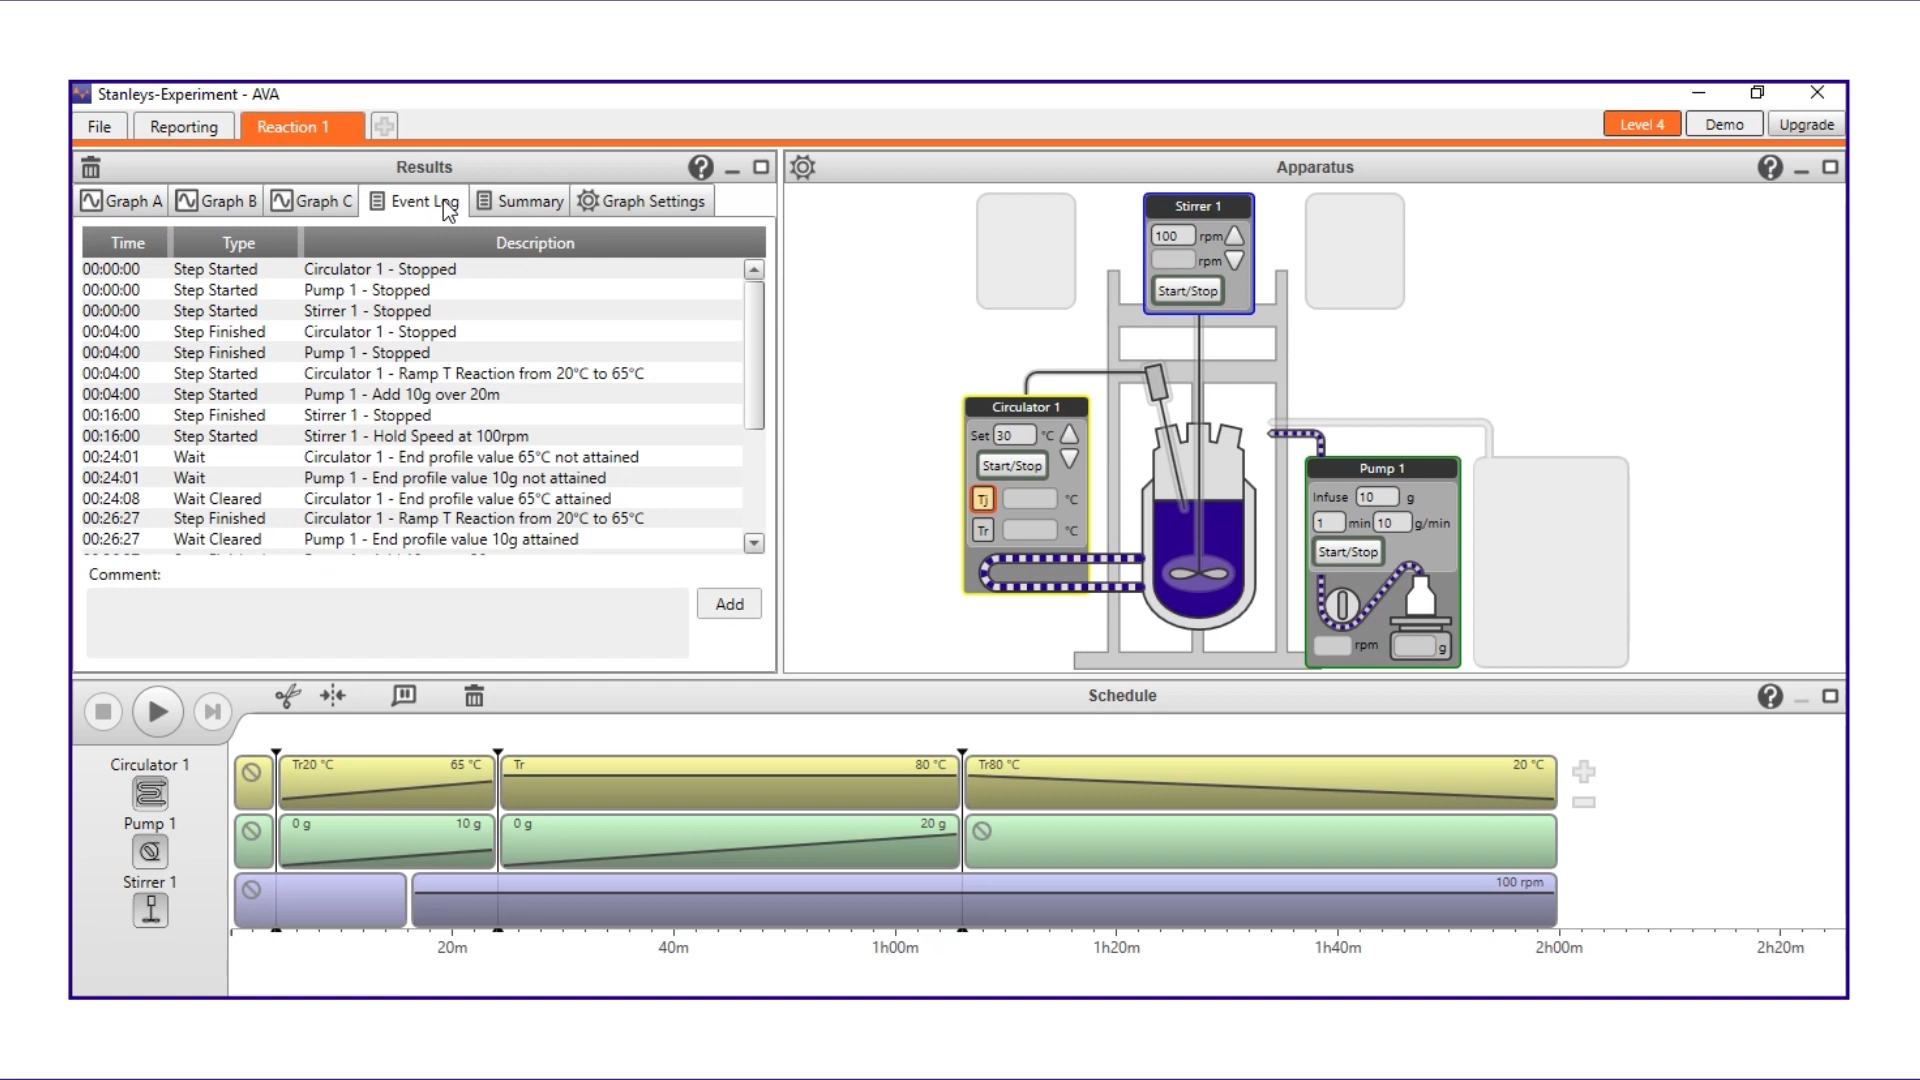 Stanleys-Experiment - AVA
File Reporting Reaction 1 Level 4 Demo Upgrade
Results
Graph A Graph B Graph C Event Log Summary Graph Settings
Time Type Description
00:00:00 Step Started Circulator 1 - Stopped
00:00:00 Step Started Pump 1 - Stopped
00:00:00 Step Started Stirrer 1 - Stopped
00:04:00 Step Finished Circulator 1 - Stopped
00:04:00 Step Finished Pump 1 - Stopped
00:04:00 Step Started Circulator 1 - Ramp T Reaction from 20°C to 65°C
00:04:00 Step Started Pump 1 - Add 10g over 20m
00:16:00 Step Finished Stirrer 1 - Stopped
00:16:00 Step Started Stirrer 1 - Hold Speed at 100rpm
00:24:01 Wait Circulator 1 - End profile value 65°C not attained
00:24:01 Wait Pump 1 - End profile value 10g not attained
00:24:08 Wait Cleared Circulator 1 - End profile value 65°C attained
00:26:27 Step Finished Circulator 1 - Ramp T Reaction from 20°C to 65°C
00:26:27 Wait Cleared Pump 1 - End profile value 10g attained
Comment:
Add
Apparatus
Stirrer 1
100 rpm
rpm
Start/Stop
Circulator 1
Set 30 °C
Start/Stop
Tj °C
Tr °C
Pump 1
Infuse 10 g
1 min 10 g/min
Start/Stop
rpm g
Schedule
Circulator 1
Tr20 °C 65 °C Tr 80 °C Tr80 °C 20 °C
Pump 1
0 g 10 g 0 g 20 g
Stirrer 1
100 rpm
20m 40m 1h00m 1h20m 1h40m 2h00m 2h20m